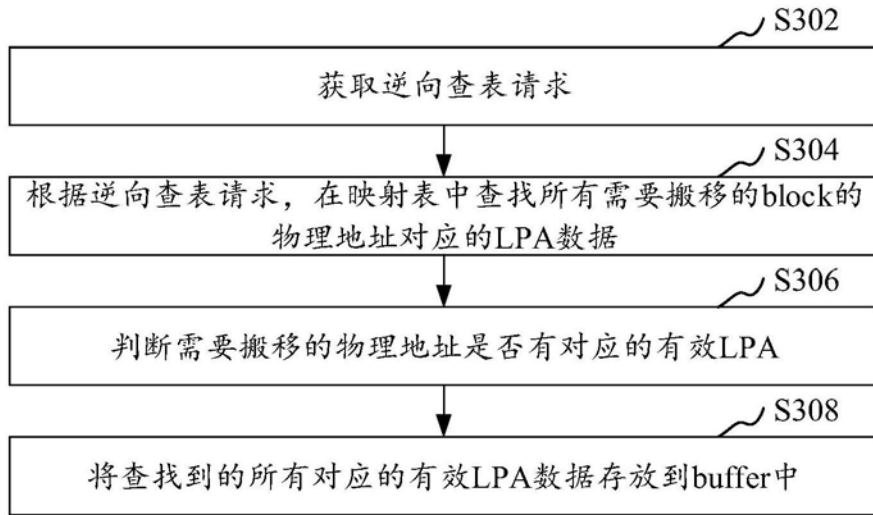 S302
获取逆向查表请求
S304
根据逆向查表请求，在映射表中查找所有需要搬移的block的
物理地址对应的LPA数据
S306
判断需要搬移的物理地址是否有对应的有效LPA
S308
将查找到的所有对应的有效LPA数据存放到buffer中